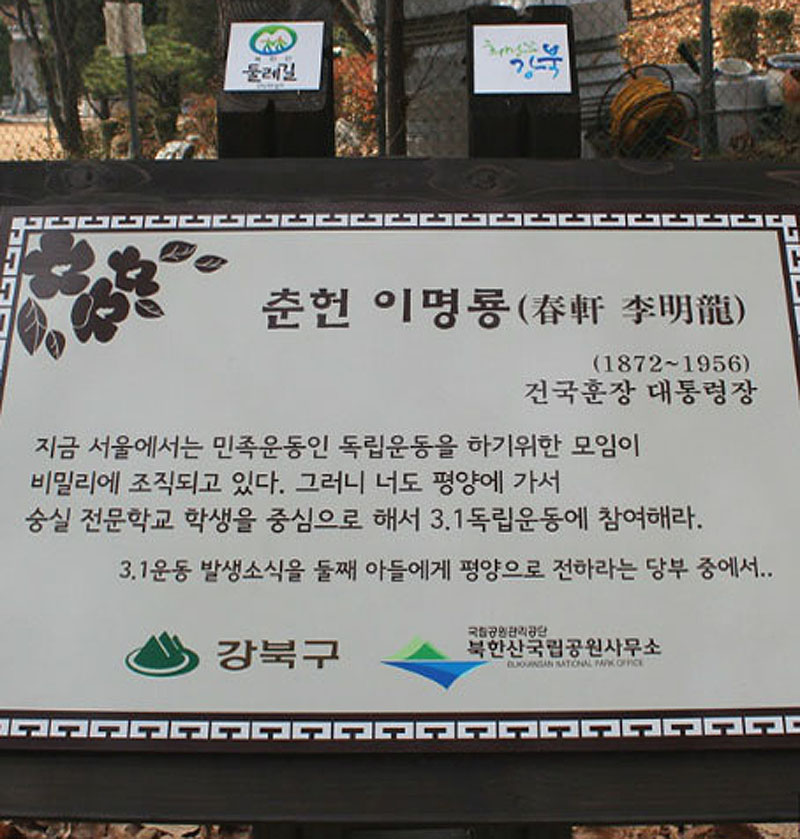 북한산
둘레길
희망찬 강북
춘헌 이명룡(春軒 李明龍)
(1872~1956)
건국훈장 대통령장
지금 서울에서는 민족운동인 독립운동을 하기위한 모임이
비밀리에 조직되고 있다. 그러니 너도 평양에 가서
숭실 전문학교 학생을 중심으로 해서 3.1독립운동에 참여해라.
3.1운동 발생소식을 둘째 아들에게 평양으로 전하라는 당부 중에서..
강북구
국립공원관리공단
북한산국립공원사무소
BUKHANSAN NATIONAL PARK OFFICE